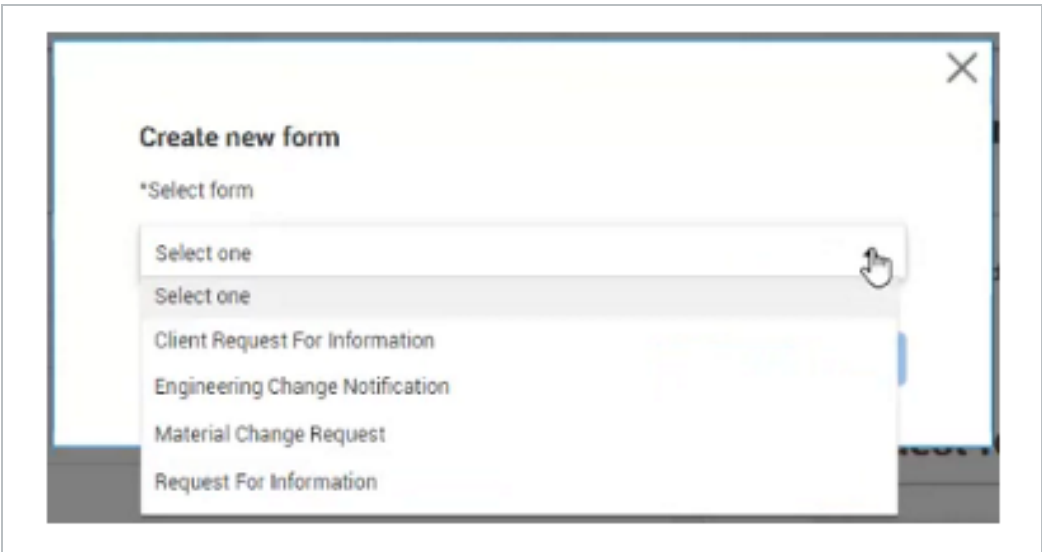 Create new form
*Select form
Select one
Select one
Client Request For Information
Engineering Change Notification
Material Change Request
Request For Information